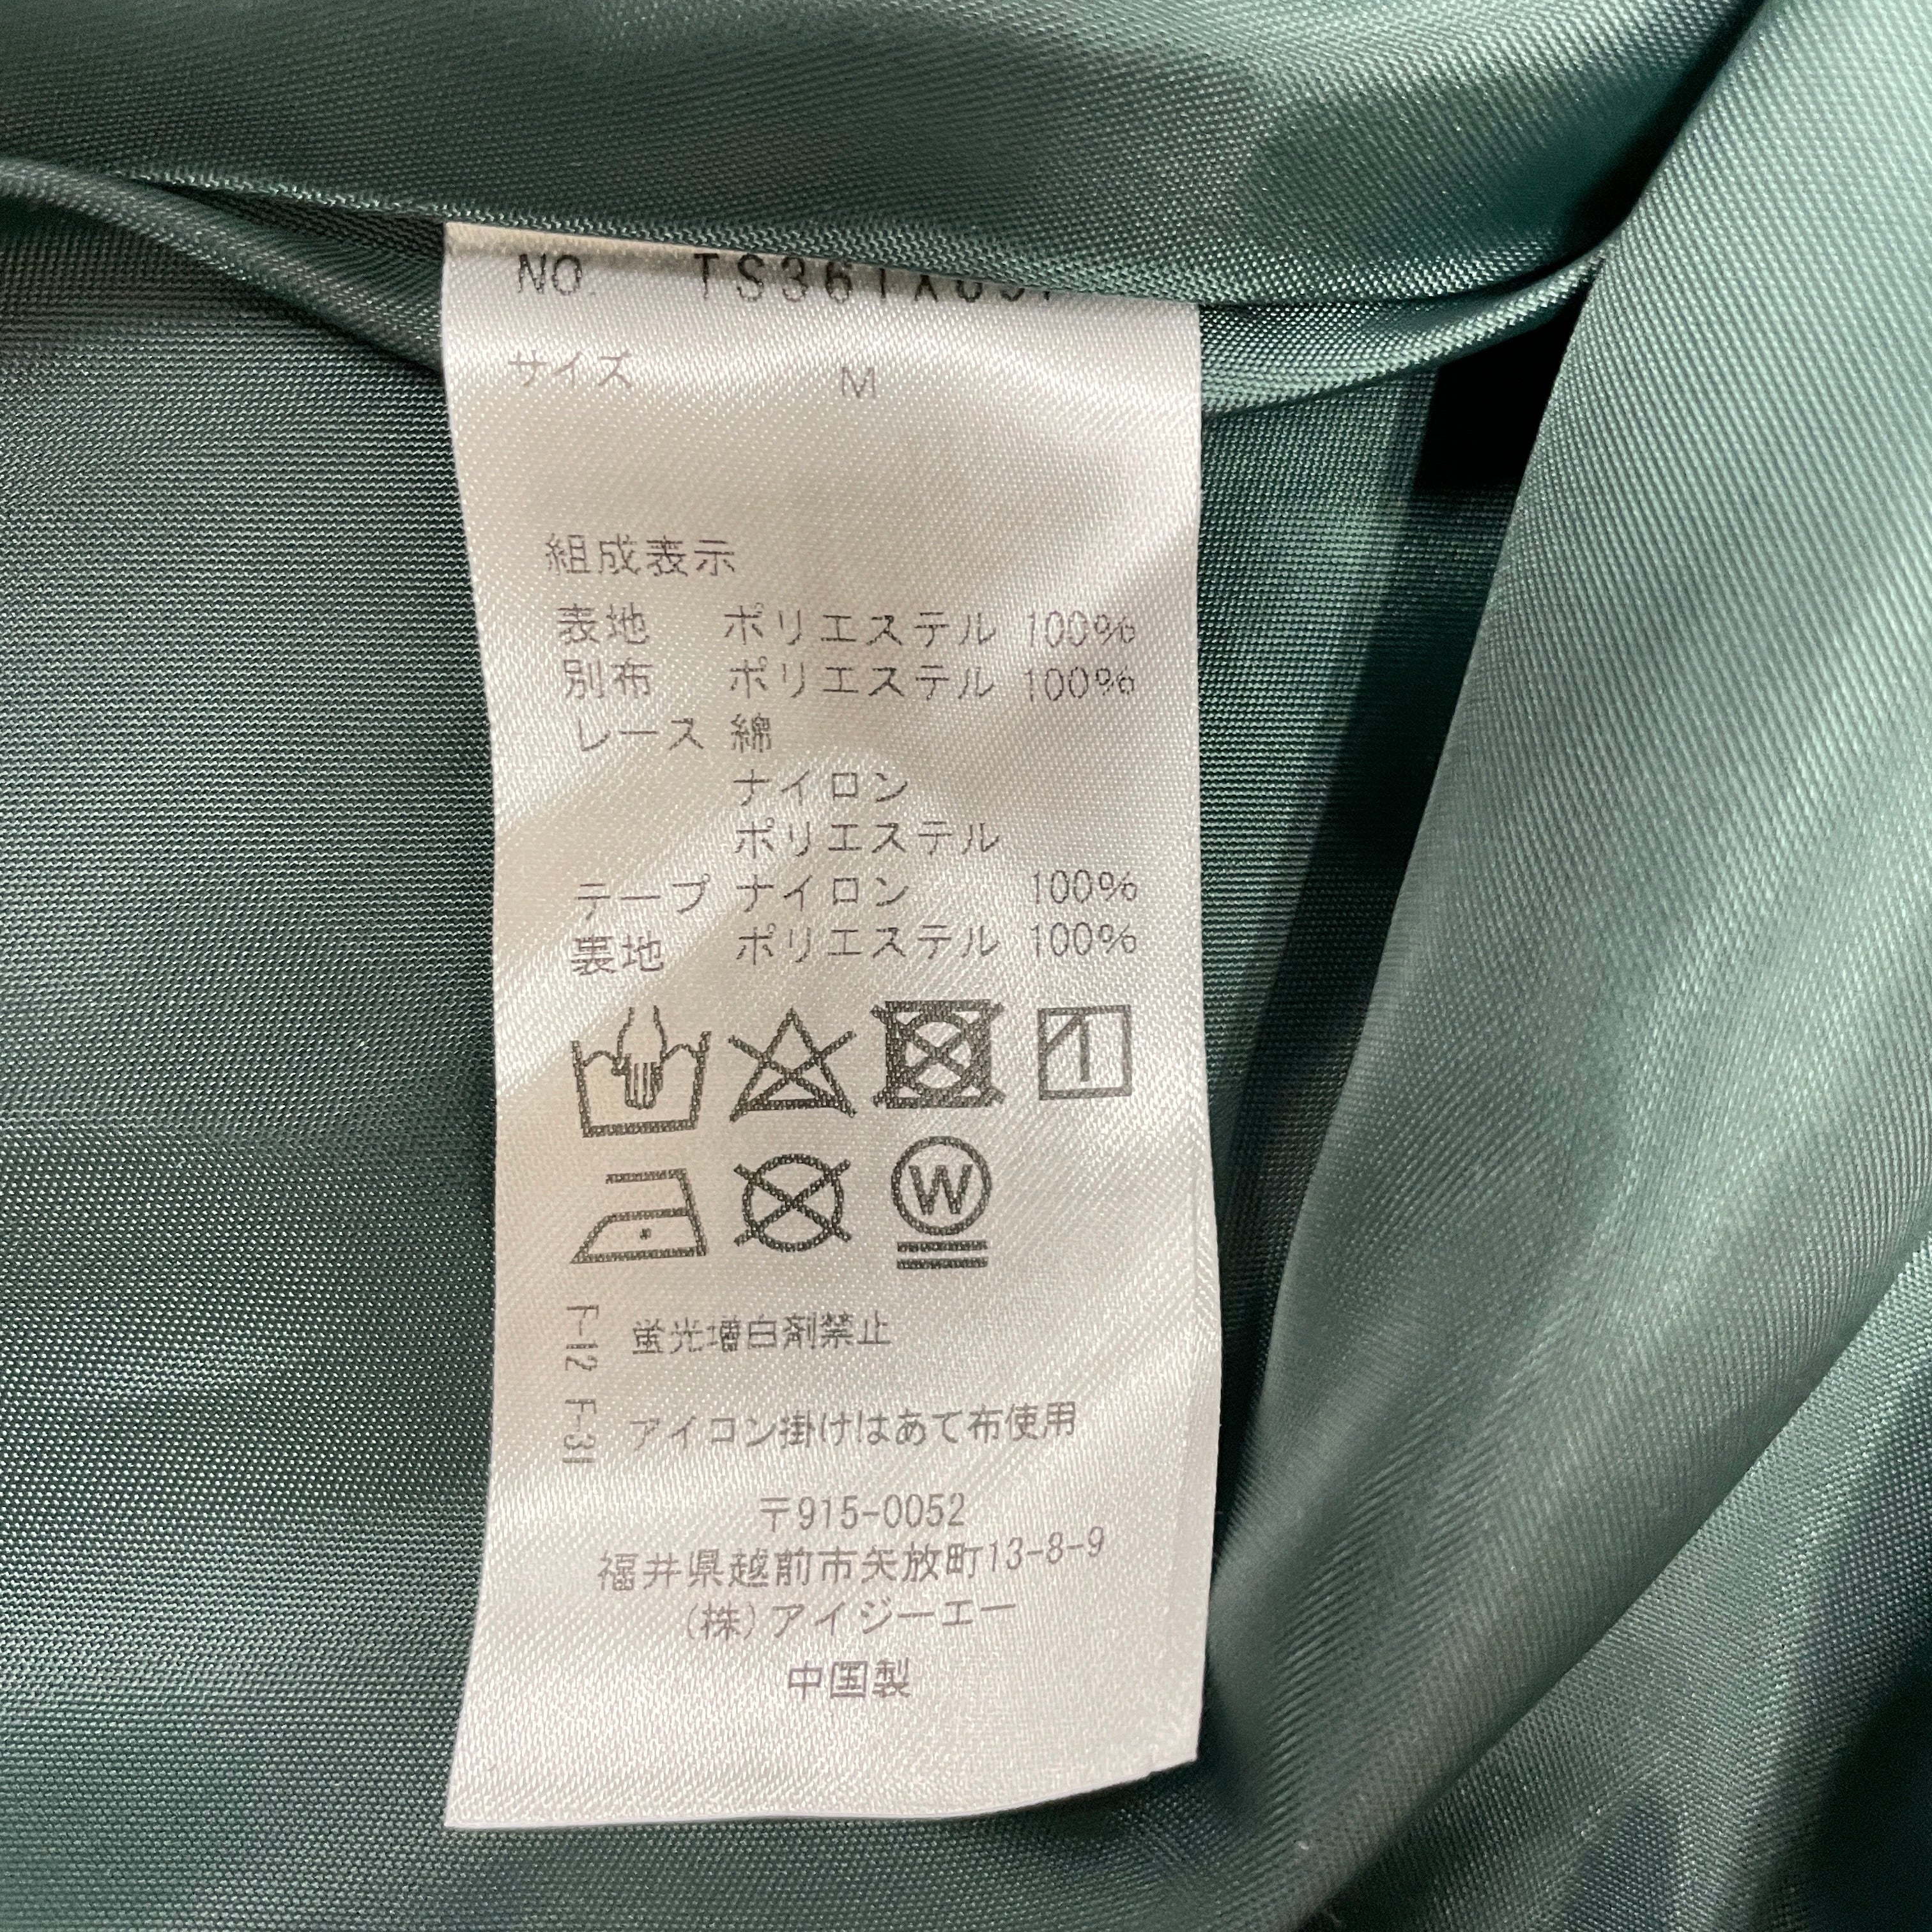 NO.
サイズ M
組成表示
表地 ポリエステル 100%
別布 ポリエステル 100%
レース 綿
ナイロン
ポリエステル
テープ ナイロン 100%
裏地 ポリエステル 100%
W
F-12 蛍光増白剤禁止
F-31 アイロン掛けはあて布使用
〒915-0052
福井県越前市矢放町13-8-9
(株)アイジーエー
中国製